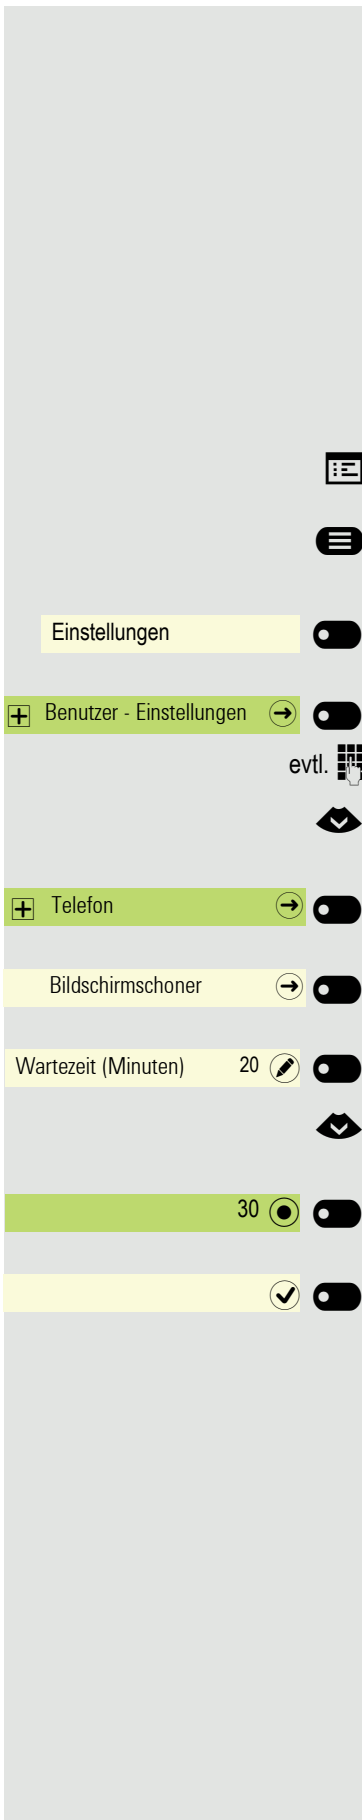 Einstellungen
Benutzer - Einstellungen
evtl.
Telefon
Bildschirmschoner
Wartezeit (Minuten) 20
30